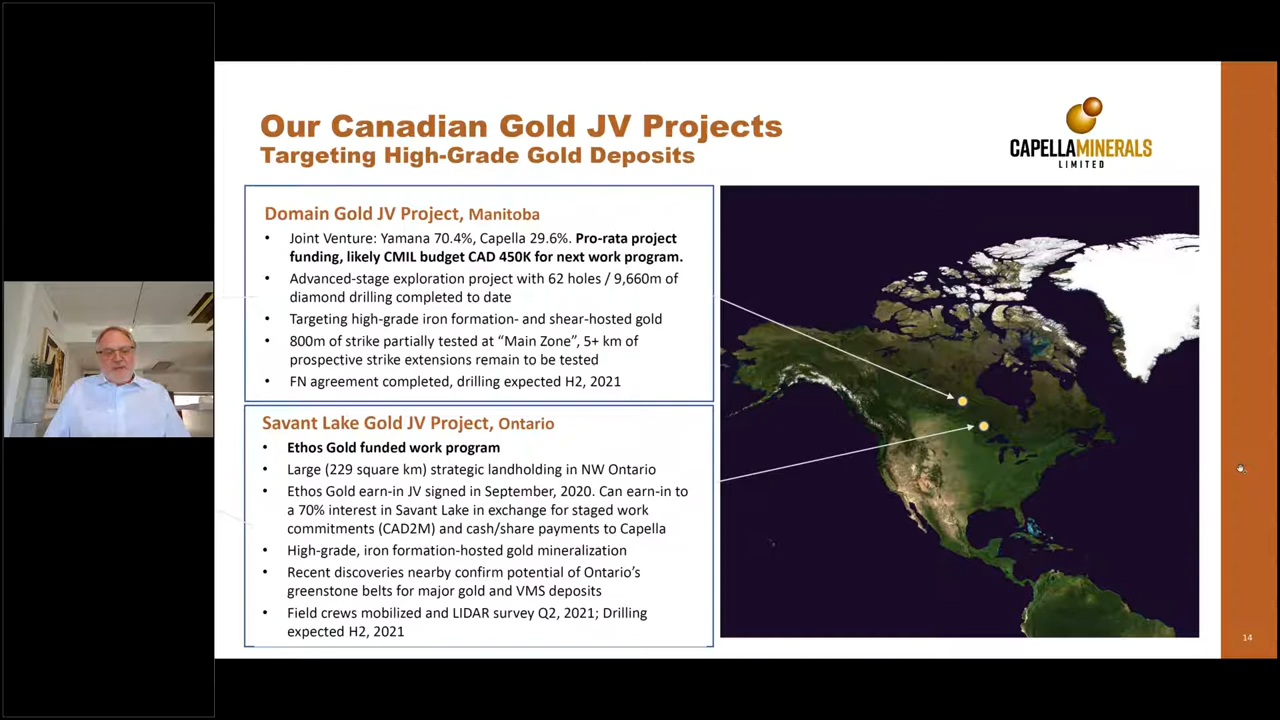 Our Canadian Gold JV Projects
Targeting High-Grade Gold Deposits
CAPELLAMINERALS
LIMITED
Domain Gold JV Project, Manitoba
• Joint Venture: Yamana 70.4%, Capella 29.6%. Pro-rata project
funding, likely CMIL budget CAD 450K for next work program.
• Advanced-stage exploration project with 62 holes / 9,660m of
diamond drilling completed to date
• Targeting high-grade iron formation- and shear-hosted gold
• 800m of strike partially tested at “Main Zone”, 5+ km of
prospective strike extensions remain to be tested
• FN agreement completed, drilling expected H2, 2021
Savant Lake Gold JV Project, Ontario
• Ethos Gold funded work program
• Large (229 square km) strategic landholding in NW Ontario
• Ethos Gold earn-in JV signed in September, 2020. Can earn-in to
a 70% interest in Savant Lake in exchange for staged work
commitments (CAD2M) and cash/share payments to Capella
• High-grade, iron formation-hosted gold mineralization
• Recent discoveries nearby confirm potential of Ontario’s
greenstone belts for major gold and VMS deposits
• Field crews mobilized and LIDAR survey Q2, 2021; Drilling
expected H2, 2021
14